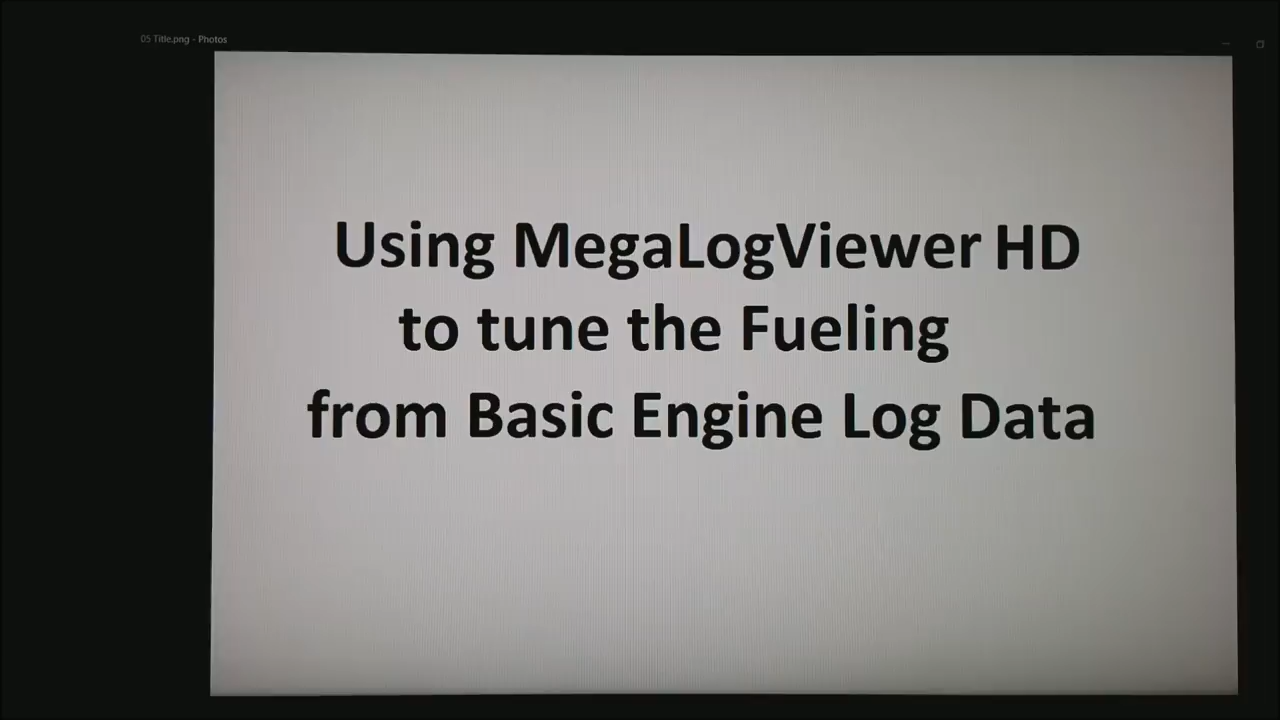 05 Title.png - Photos
Using MegaLogViewer HD
to tune the Fueling
from Basic Engine Log Data